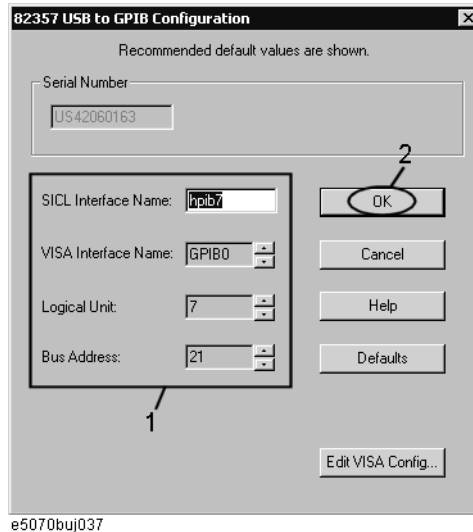 82357 USB to GPIB Configuration
Recommended default values are shown.
Serial Number
US42060163
2
SICL Interface Name: hpib7 OK
VISA Interface Name: GPIB0 Cancel
Logical Unit: 7 Help
Bus Address: 21 Defaults
1
Edit VISA Config...
e5070buj037